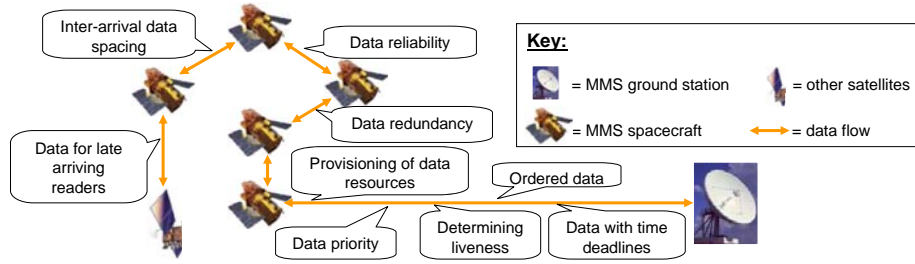 Inter-arrival data
spacing
Data reliability
Data redundancy
Data for late
arriving
readers
Provisioning of data
resources
Ordered data
Data priority
Determining
liveness
Data with time
deadlines
Key:
= MMS ground station
= other satellites
= MMS spacecraft
= data flow